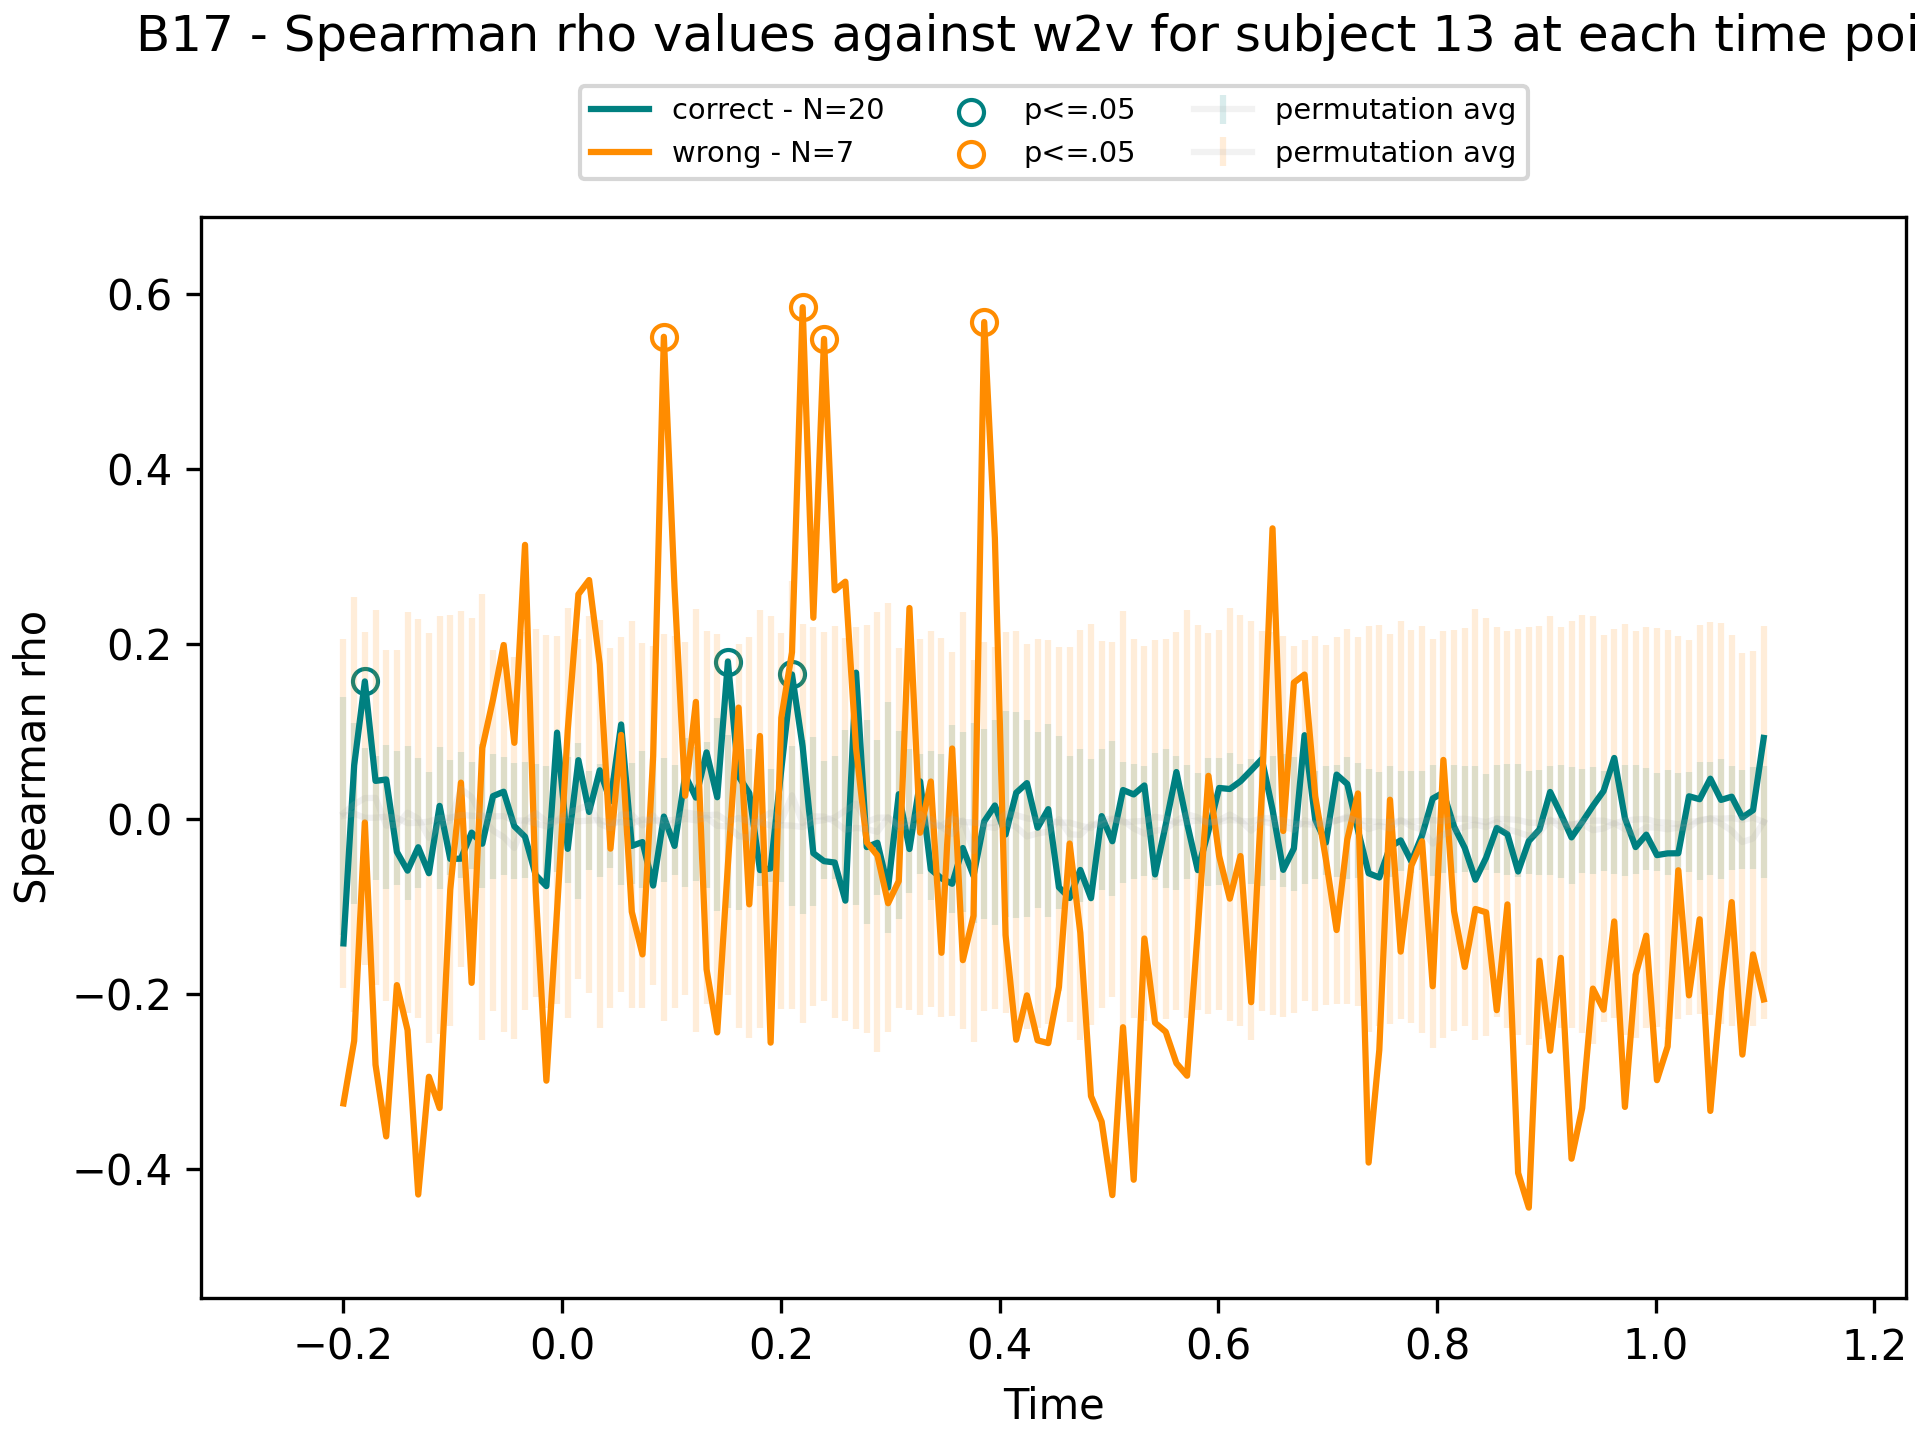 B17 - Spearman rho values against w2v for subject 13 at each time poi
correct - N=20 p<=.05 permutation avg
wrong - N=7 p<=.05 permutation avg
Spearman rho
0.6
0.4
0.2
0.0
−0.2
−0.4
−0.2 0.0 0.2 0.4 0.6 0.8 1.0 1.2
Time